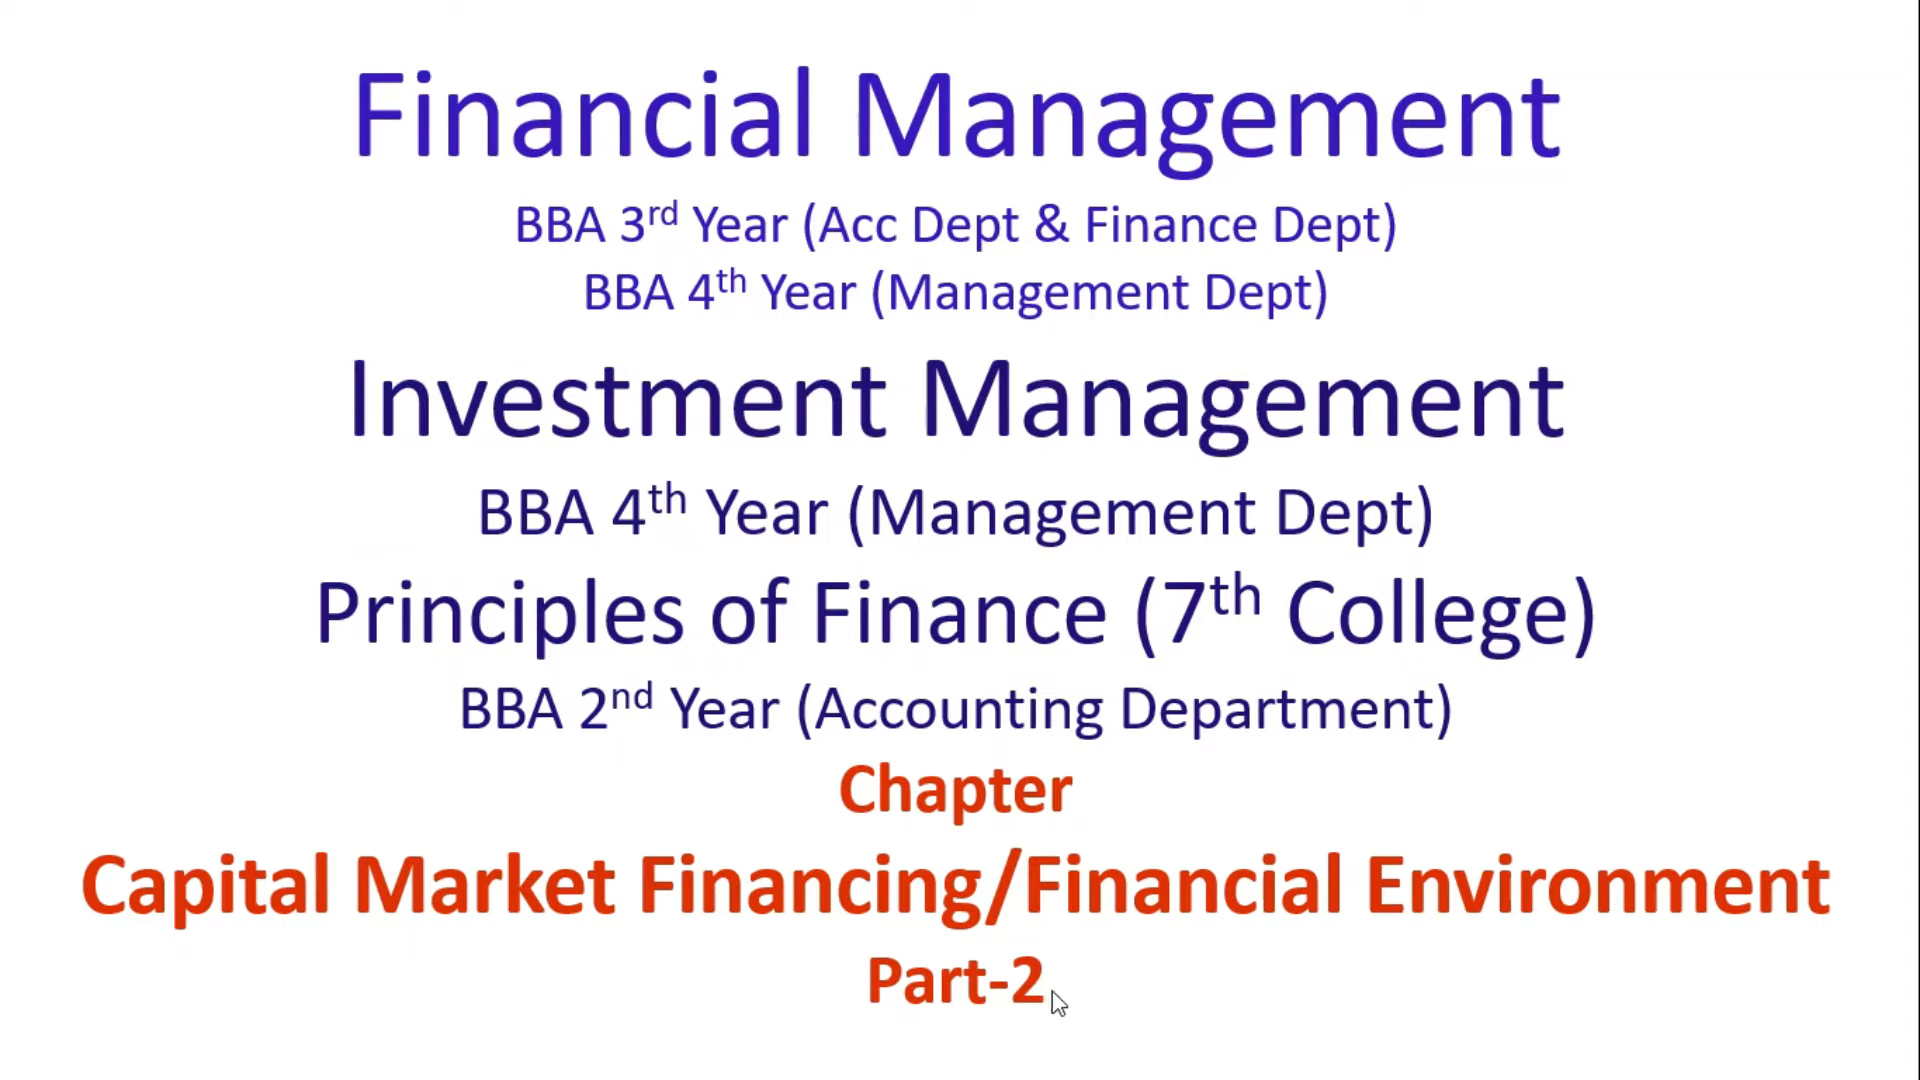 Financial Management
BBA 3rd Year (Acc Dept & Finance Dept)
BBA 4th Year (Management Dept)
Investment Management
BBA 4th Year (Management Dept)
Principles of Finance (7th College)
BBA 2nd Year (Accounting Department)
Chapter
Capital Market Financing/Financial Environment
Part-2